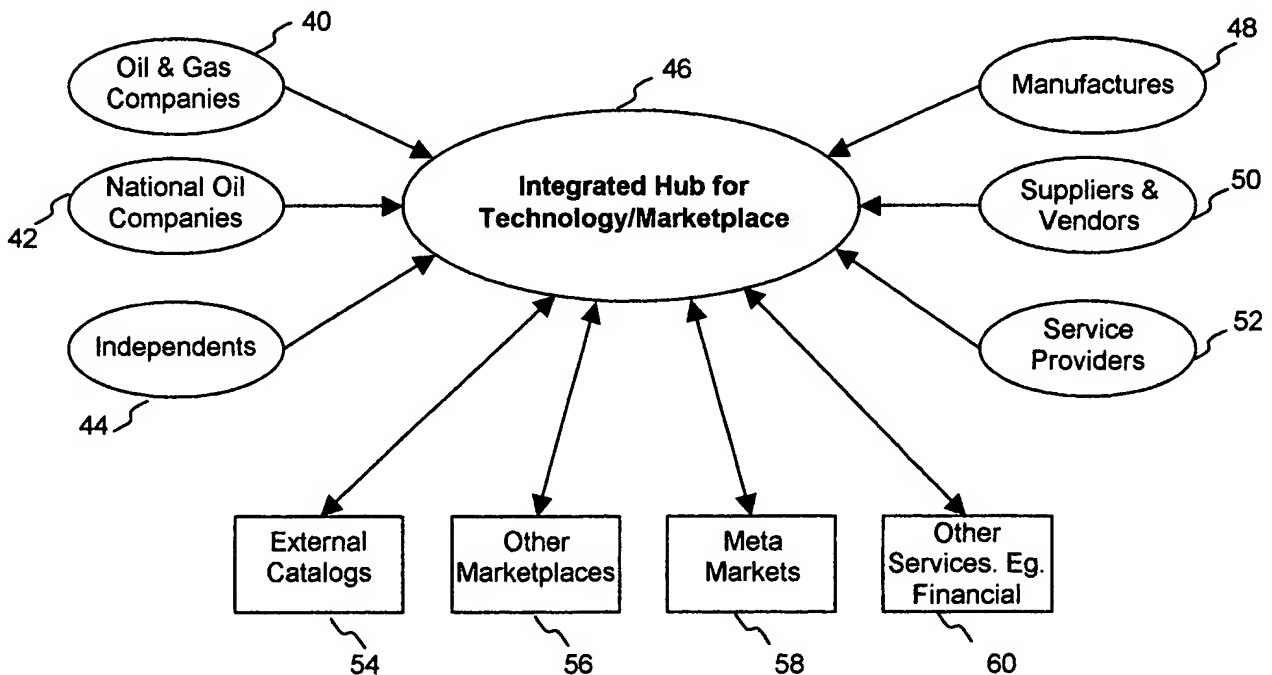 40
Oil & Gas
Companies
42
National Oil
Companies
Independents
44
46
Integrated Hub for
Technology/Marketplace
48
Manufactures
Suppliers &
Vendors
50
Service
Providers
52
External
Catalogs
54
Other
Marketplaces
56
Meta
Markets
58
Other
Services. Eg.
Financial
60